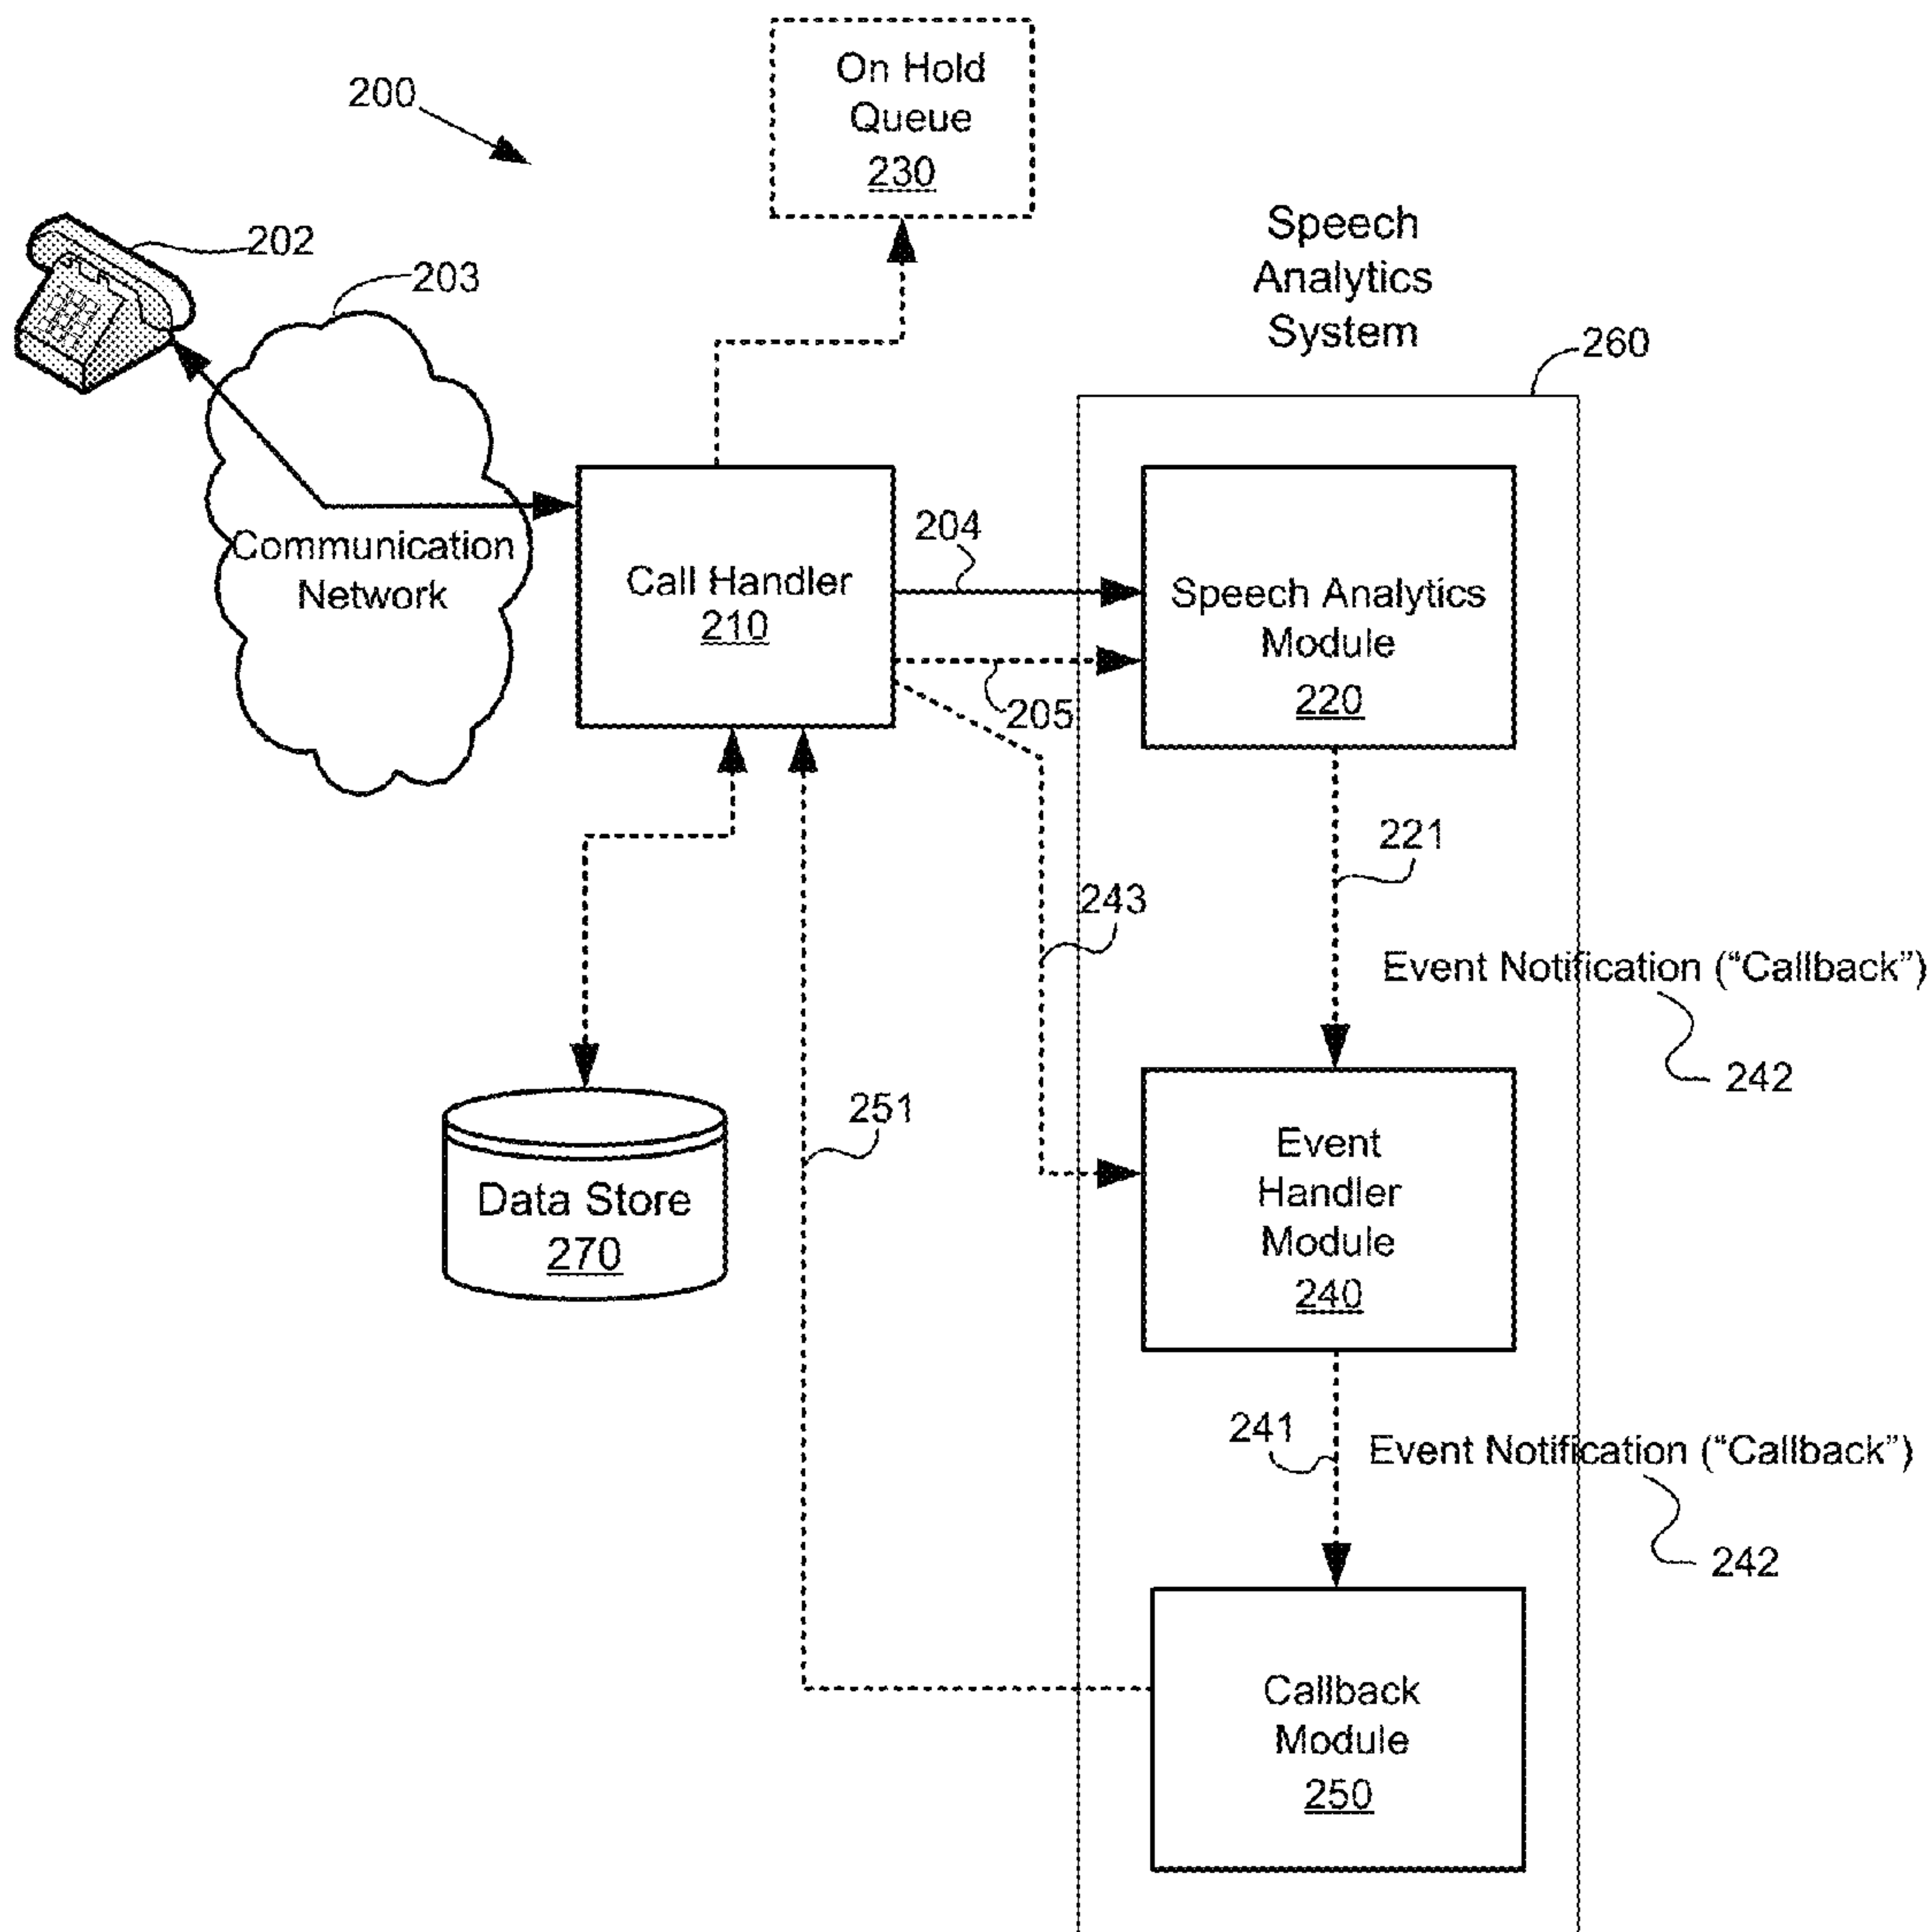 On Hold
Queue
230
200
202
203
Speech
Analytics
System
260
Communication
Network
Call Handler
210
204
205
Speech Analytics
Module
220
221
243
Event Notification ("Callback")
242
251
Data Store
270
Event
Handler
Module
240
241
Event Notification ("Callback")
242
Callback
Module
250